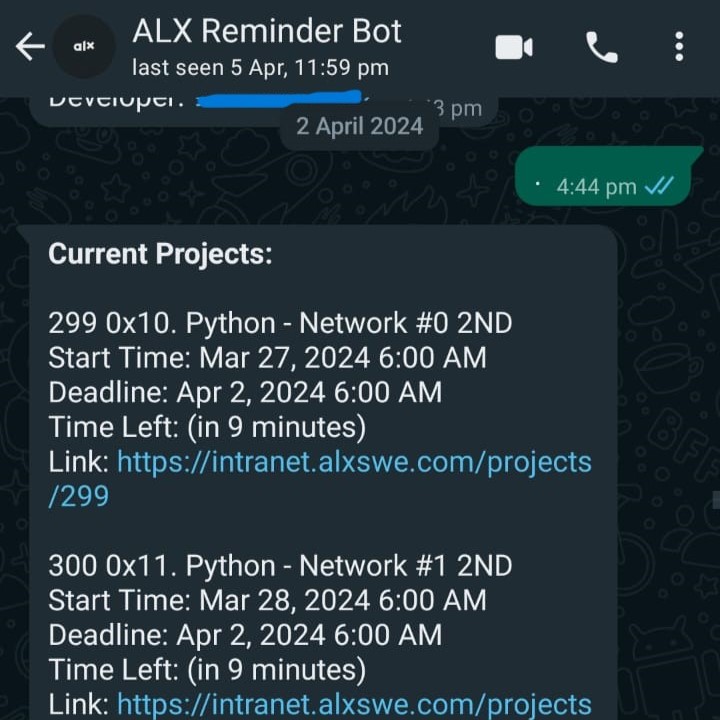 alx
ALX Reminder Bot
last seen 5 Apr, 11:59 pm
Developer:
3 pm
2 April 2024
. 4:44 pm
Current Projects:
299 0x10. Python - Network #0 2ND
Start Time: Mar 27, 2024 6:00 AM
Deadline: Apr 2, 2024 6:00 AM
Time Left: (in 9 minutes)
Link: https://intranet.alxswe.com/projects
/299
300 0x11. Python - Network #1 2ND
Start Time: Mar 28, 2024 6:00 AM
Deadline: Apr 2, 2024 6:00 AM
Time Left: (in 9 minutes)
Link: https://intranet.alxswe.com/projects